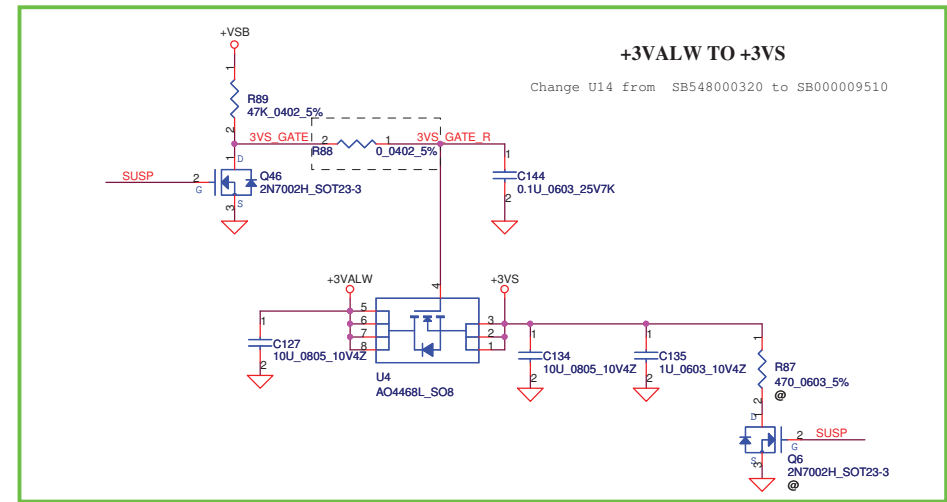 +VSB
+3VALW TO +3VS
Change U14 from SB548000320 to SB000009510
1
R89
47K_0402_5%
2
3VS_GATE
2
R88
1
0_0402_5%
3VS_GATE_R
1
C144
0.1U_0603_25V7K
2
SUSP
2
G
1
D
Q46
2N7002H_SOT23-3
3
S
+3VALW
4
+3VS
1
C127
10U_0805_10V4Z
2
5
6
7
8
3
2
1
U4
AO4468L_SO8
1
C134
10U_0805_10V4Z
2
1
C135
1U_0603_10V4Z
2
1
R87
470_0603_5%
@
2
1
D
2
G
SUSP
S
3
Q6
2N7002H_SOT23-3
@